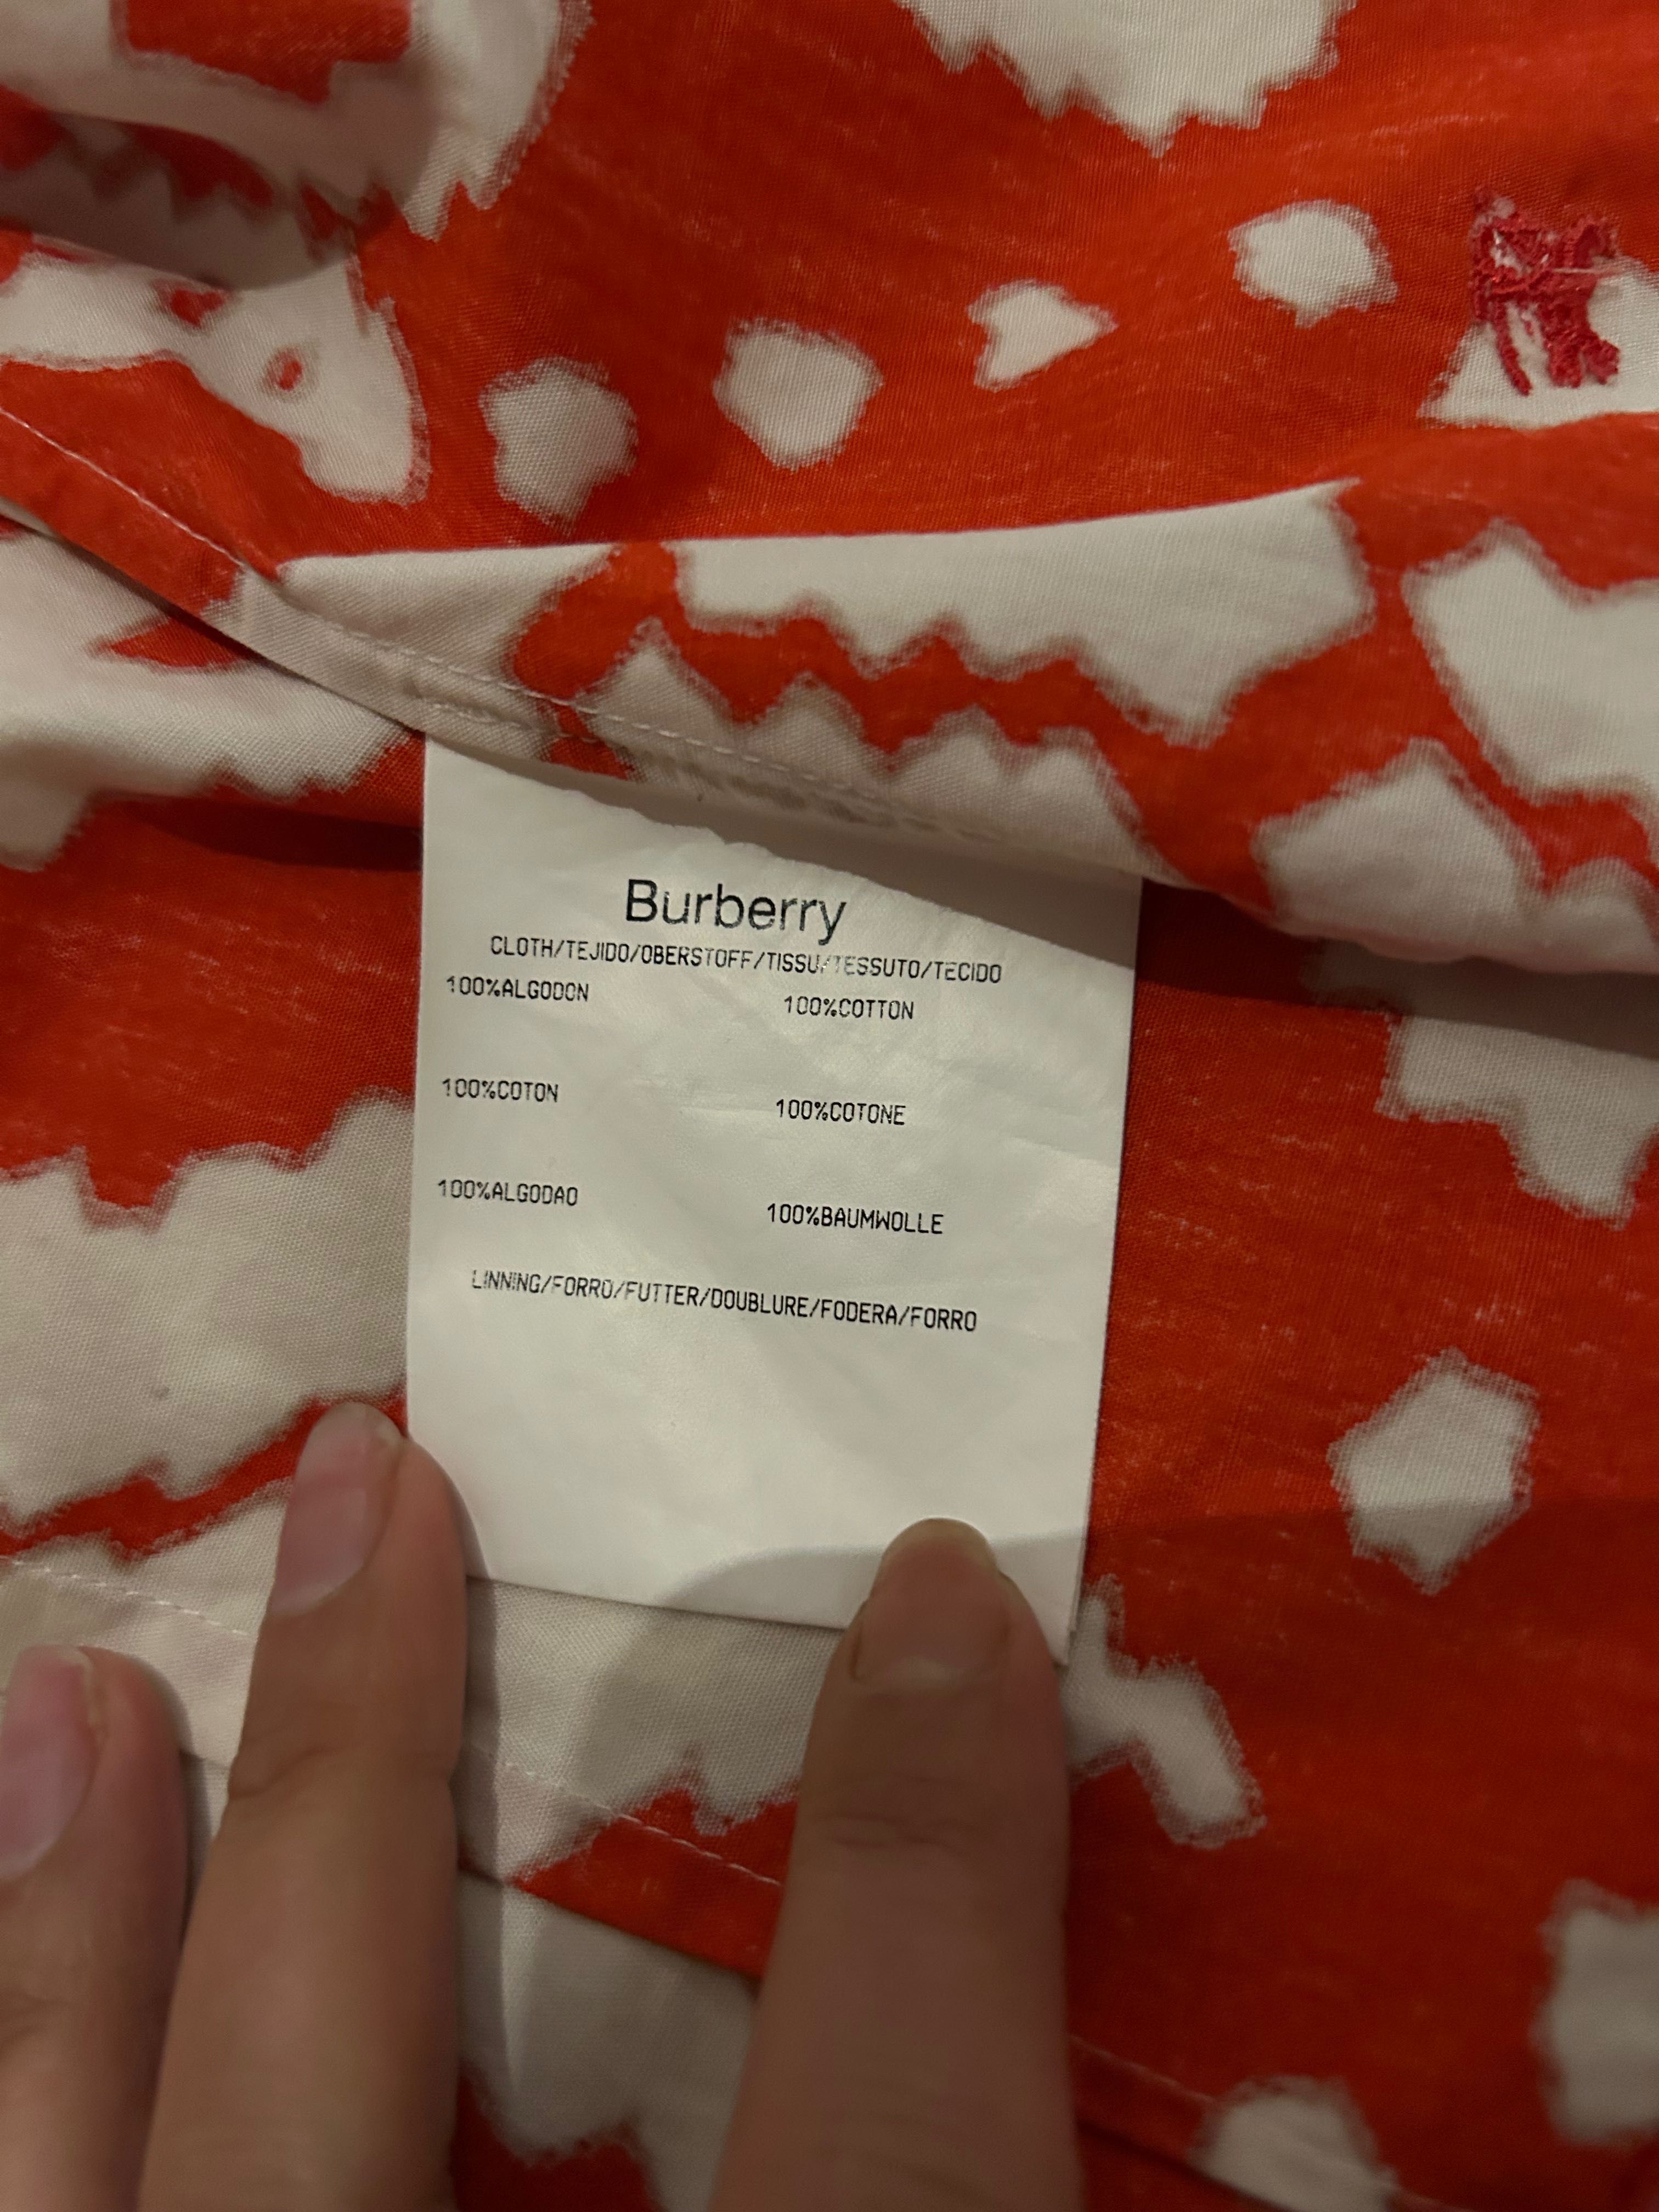 Burberry
CLOTH/TEJIDO/OBERSTOFF/TISSU/TESSUTO/TECIDO
100%ALGODON 100%COTTON
100%COTON 100%COTONE
100%ALGODAO 100%BAUMWOLLE
LINNING/FORRO/FUTTER/DOUBLURE/FODERA/FORRO